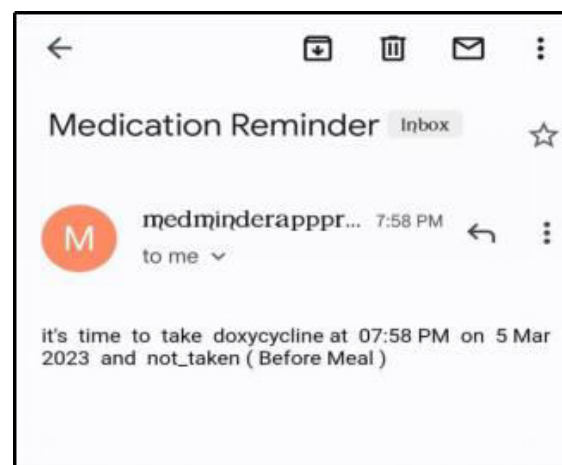 Medication Reminder Inbox
M
medminderapppr... 7:58 PM
to me
it's time to take doxycycline at 07:58 PM on 5 Mar
2023 and not_taken ( Before Meal )